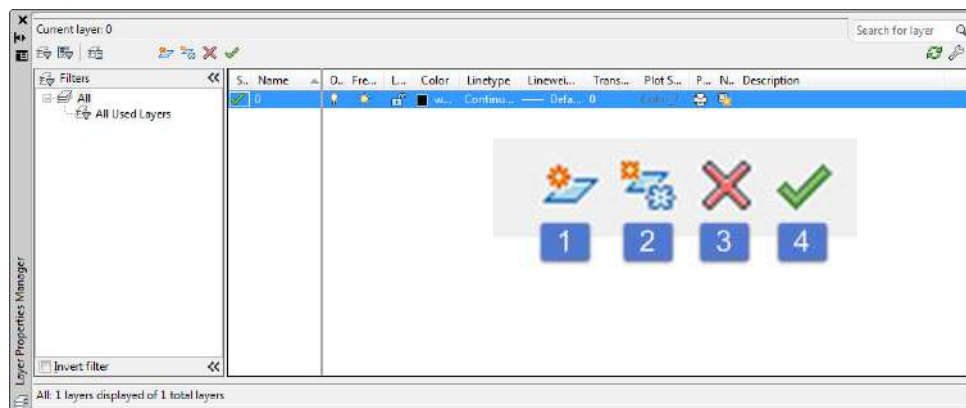 Current layer: 0
Search for layer
Filters
S.. Name O.. Fre... L... Color Linetype Linewei... Trans... Plot S... P... N.. Description
All
0 w... Continu... Defa... 0
All Used Layers
1 2 3 4
Layer Properties Manager
Invert filter
All: 1 layers displayed of 1 total layers